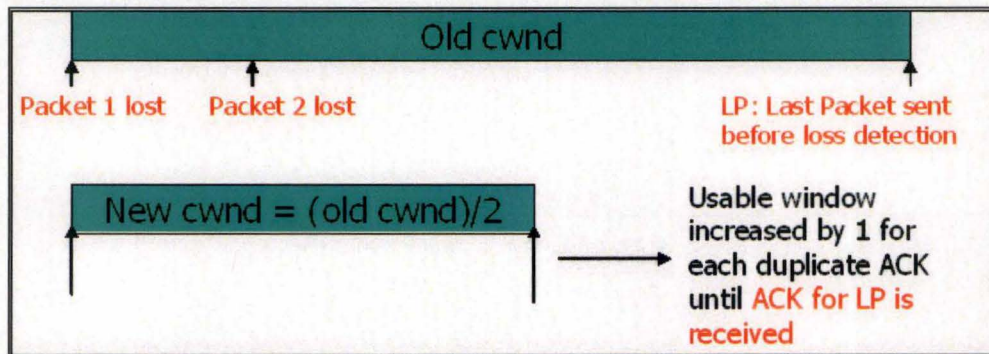 Old cwnd
Packet 1 lost
Packet 2 lost
LP: Last Packet sent
before loss detection
New cwnd = (old cwnd)/2
Usable window
increased by 1 for
each duplicate ACK
until ACK for LP is
received